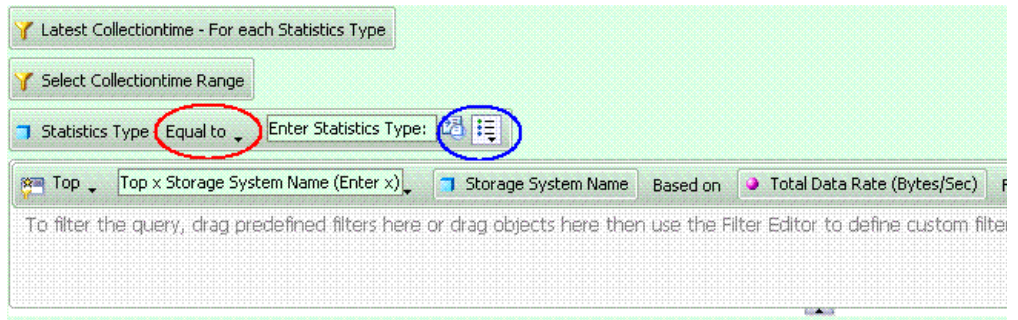 Latest Collectiontime - For each Statistics Type
Select Collectiontime Range
Statistics Type Equal to Enter Statistics Type:
Top Top x Storage System Name (Enter x) Storage System Name Based on Total Data Rate (Bytes/Sec)
To filter the query, drag predefined filters here or drag objects here then use the Filter Editor to define custom